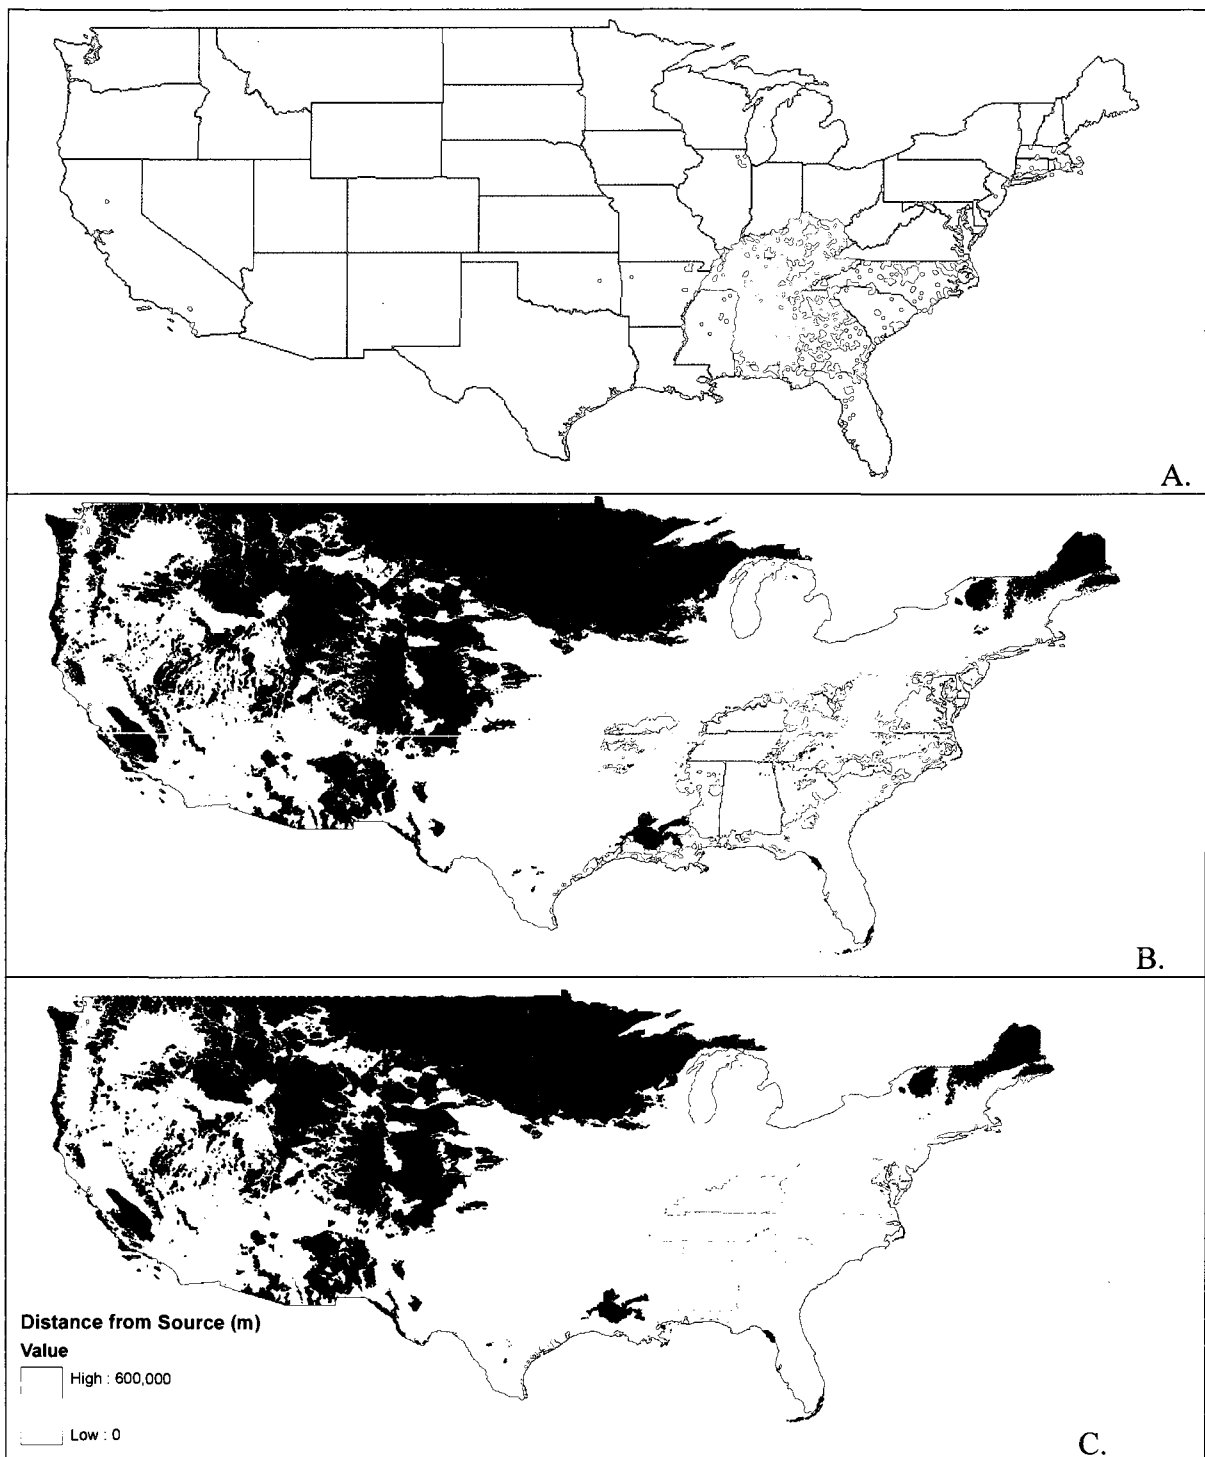 A.
B.
Distance from Source (m)
Value
High : 600,000
Low : 0
C.